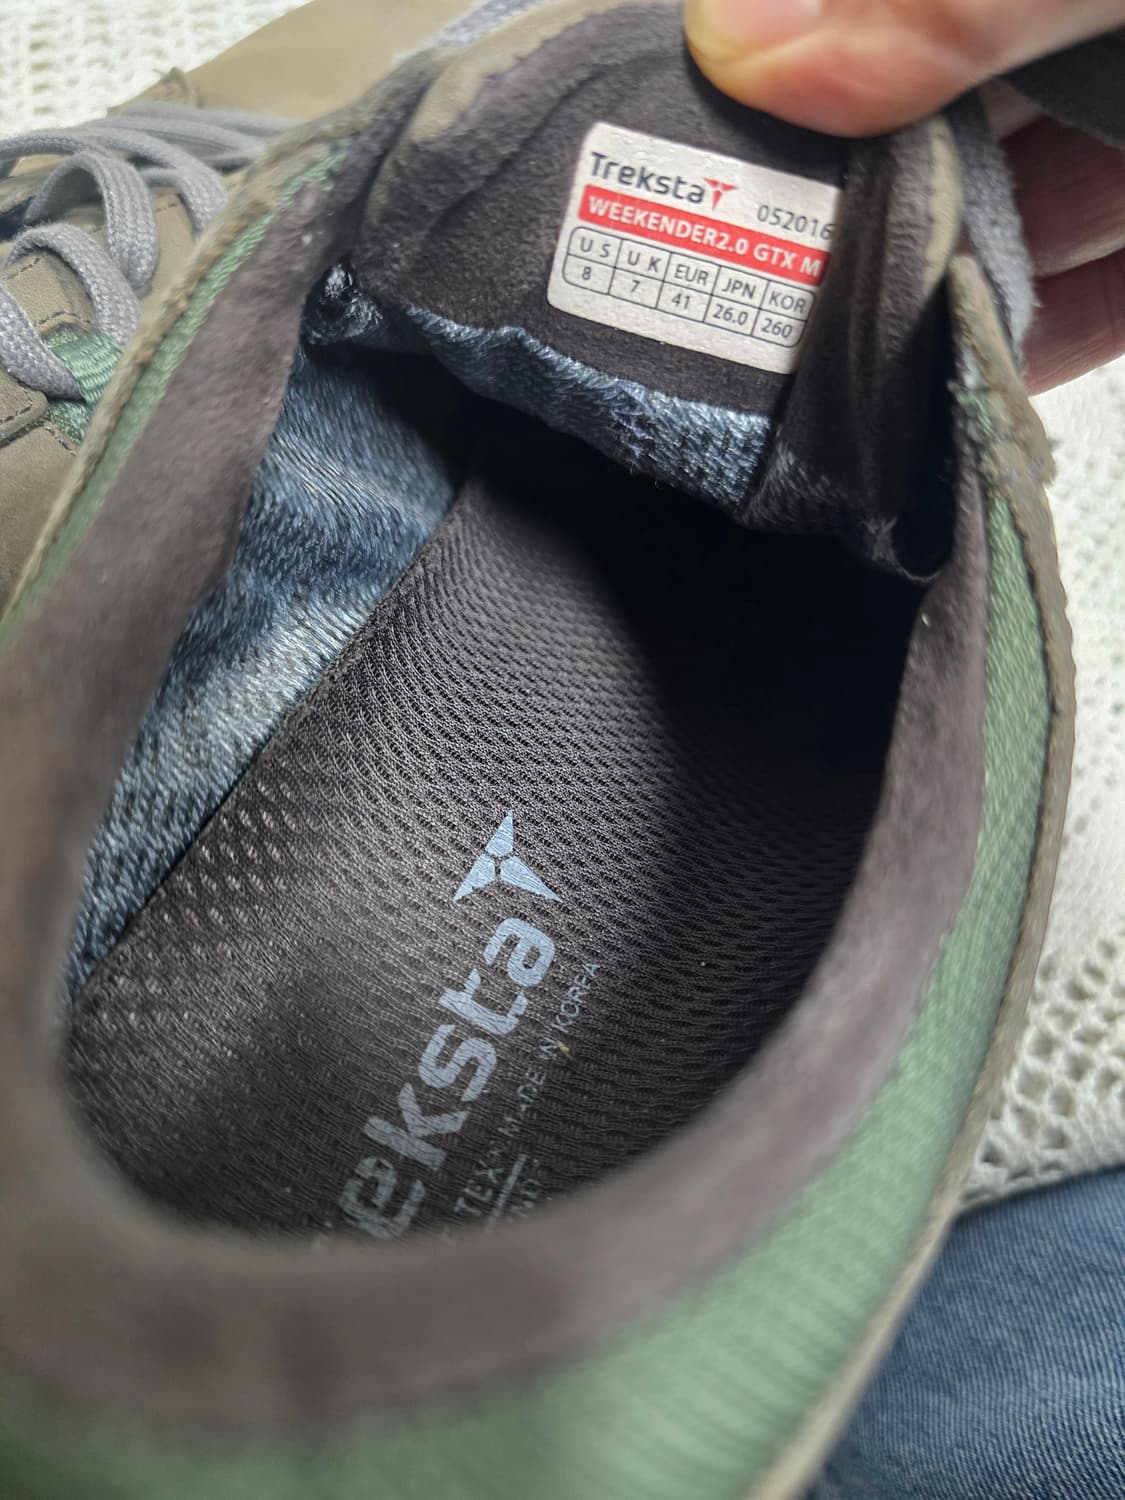 Treksta
052016
WEEKENDER2.0 GTX M
US UK EUR JPN KOR
8 7 41 26.0 260
eksta
MADE IN KOREA
TEX